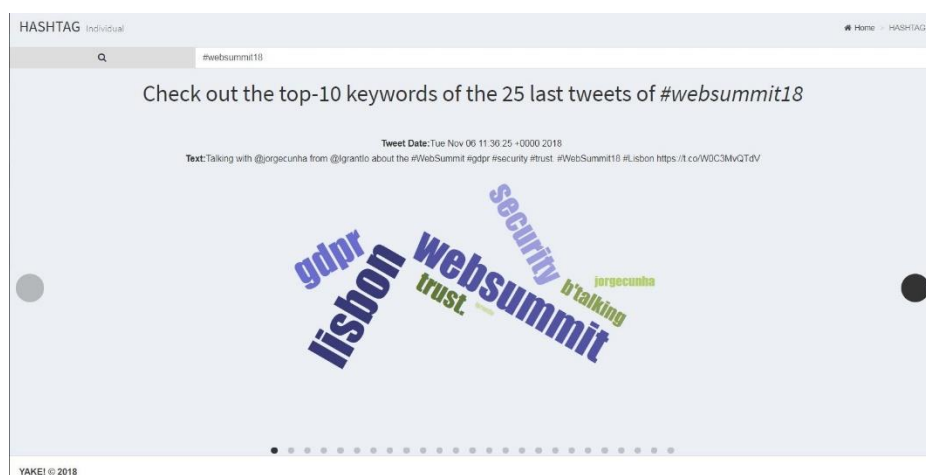 HASHTAG Individual
Home > HASHTAG
#websummit18
Check out the top-10 keywords of the 25 last tweets of #websummit18
Tweet Date:Tue Nov 06 11:36:25 +0000 2018
Text:Talking with @jorgecunha from @Igrantlo about the #WebSummit #gdpr #security #trust. #WebSummit18 #Lisbon https://t.co/W0C3MvQTdV
security
gdpr
websummit
lisbon
trust.
jorgecunha
b'talking
YAKE! © 2018